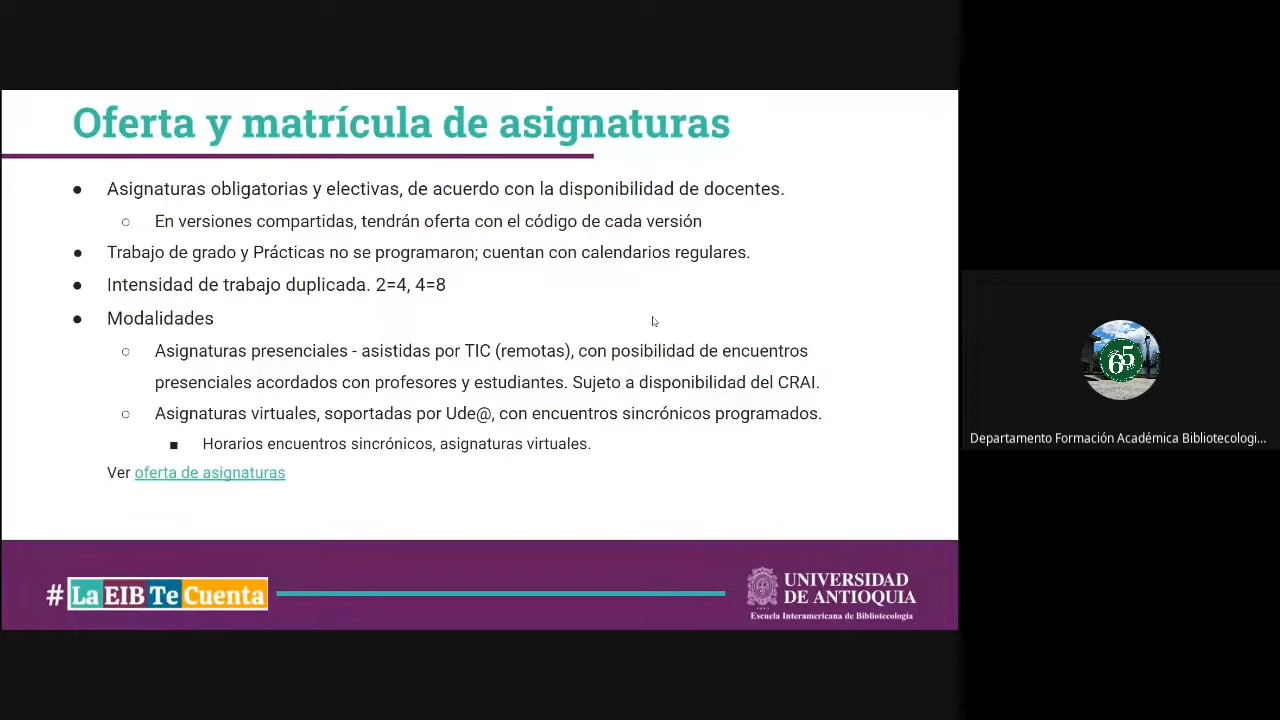 Oferta y matrícula de asignaturas
● Asignaturas obligatorias y electivas, de acuerdo con la disponibilidad de docentes.
○ En versiones compartidas, tendrán oferta con el código de cada versión
● Trabajo de grado y Prácticas no se programaron; cuentan con calendarios regulares.
● Intensidad de trabajo duplicada. 2=4, 4=8
● Modalidades
○ Asignaturas presenciales - asistidas por TIC (remotas), con posibilidad de encuentros
presenciales acordados con profesores y estudiantes. Sujeto a disponibilidad del CRAI.
○ Asignaturas virtuales, soportadas por Ude@, con encuentros sincrónicos programados.
■ Horarios encuentros sincrónicos, asignaturas virtuales.
Ver oferta de asignaturas
#La EIB Te Cuenta
UNIVERSIDAD
DE ANTIOQUIA
Escuela Interamericana de Bibliotecología
65
Departamento Formación Académica Bibliotecologi...